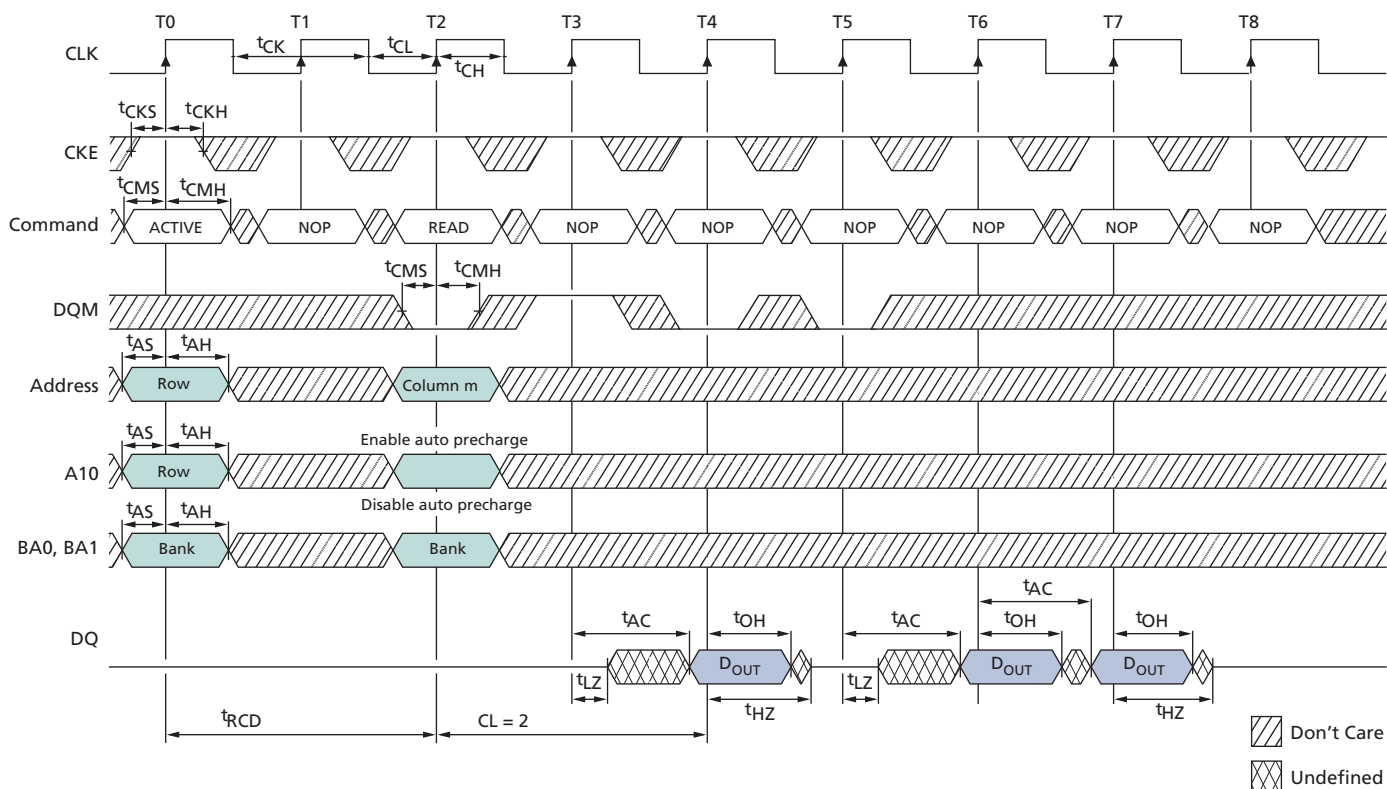 T0 T1 T2 T3 T4 T5 T6 T7 T8
CLK
tCK tCL
tCH
tCKS tCKH
CKE
tCMS tCMH
Command ACTIVE NOP READ NOP NOP NOP NOP NOP NOP
tCMS tCMH
DQM
tAS tAH
Address Row Column m
tAS tAH Enable auto precharge
A10 Row
tAS tAH Disable auto precharge
BA0, BA1 Bank Bank
tAC
tAC tOH tAC tOH tOH
DQ
DOUT DOUT DOUT
tLZ tLZ
tHZ tHZ
tRCD CL = 2
Don't Care
Undefined